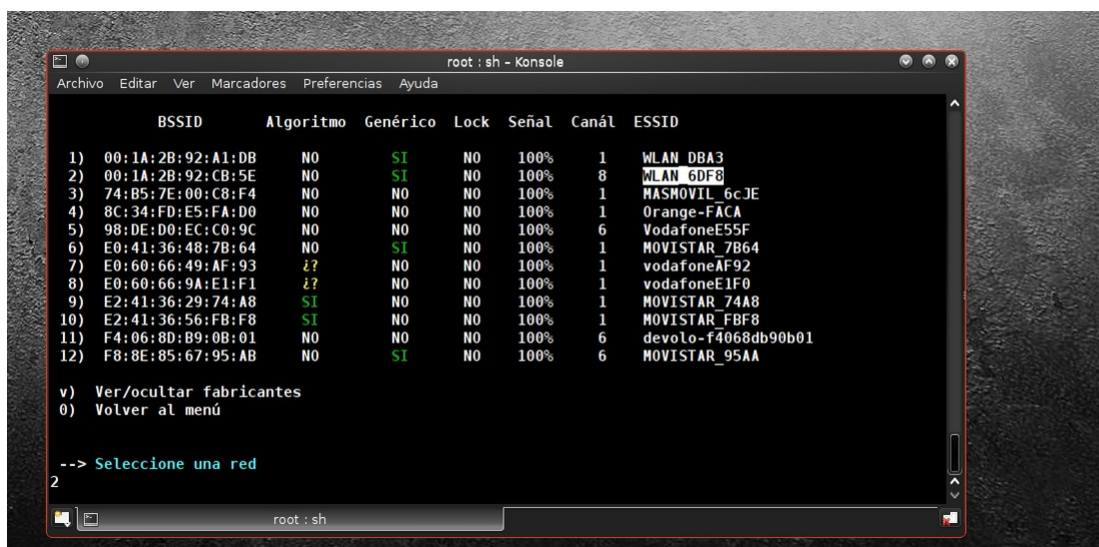 root : sh – Konsole
Archivo Editar Ver Marcadores Preferencias Ayuda
BSSID Algoritmo Genérico Lock Señal Canál ESSID
1) 00:1A:2B:92:A1:DB NO SI NO 100% 1 WLAN_DBA3
2) 00:1A:2B:92:CB:5E NO SI NO 100% 8 WLAN_6DF8
3) 74:B5:7E:00:C8:F4 NO NO NO 100% 1 MASMOVIL_6cJE
4) 8C:34:FD:E5:FA:D0 NO NO NO 100% 1 Orange-FACA
5) 98:DE:D0:EC:C0:9C NO NO NO 100% 6 VodafoneE55F
6) E0:41:36:48:7B:64 NO SI NO 100% 1 MOVISTAR_7B64
7) E0:60:66:49:AF:93 ¿? NO NO 100% 1 vodafoneAF92
8) E0:60:66:9A:E1:F1 ¿? NO NO 100% 1 vodafoneE1F0
9) E2:41:36:29:74:A8 SI NO NO 100% 1 MOVISTAR_74A8
10) E2:41:36:56:FB:F8 SI NO NO 100% 1 MOVISTAR_FBF8
11) F4:06:8D:B9:0B:01 NO NO NO 100% 6 devolo-f4068db90b01
12) F8:8E:85:67:95:AB NO SI NO 100% 6 MOVISTAR_95AA
v) Ver/ocultar fabricantes
0) Volver al menú
--> Seleccione una red
2
root : sh